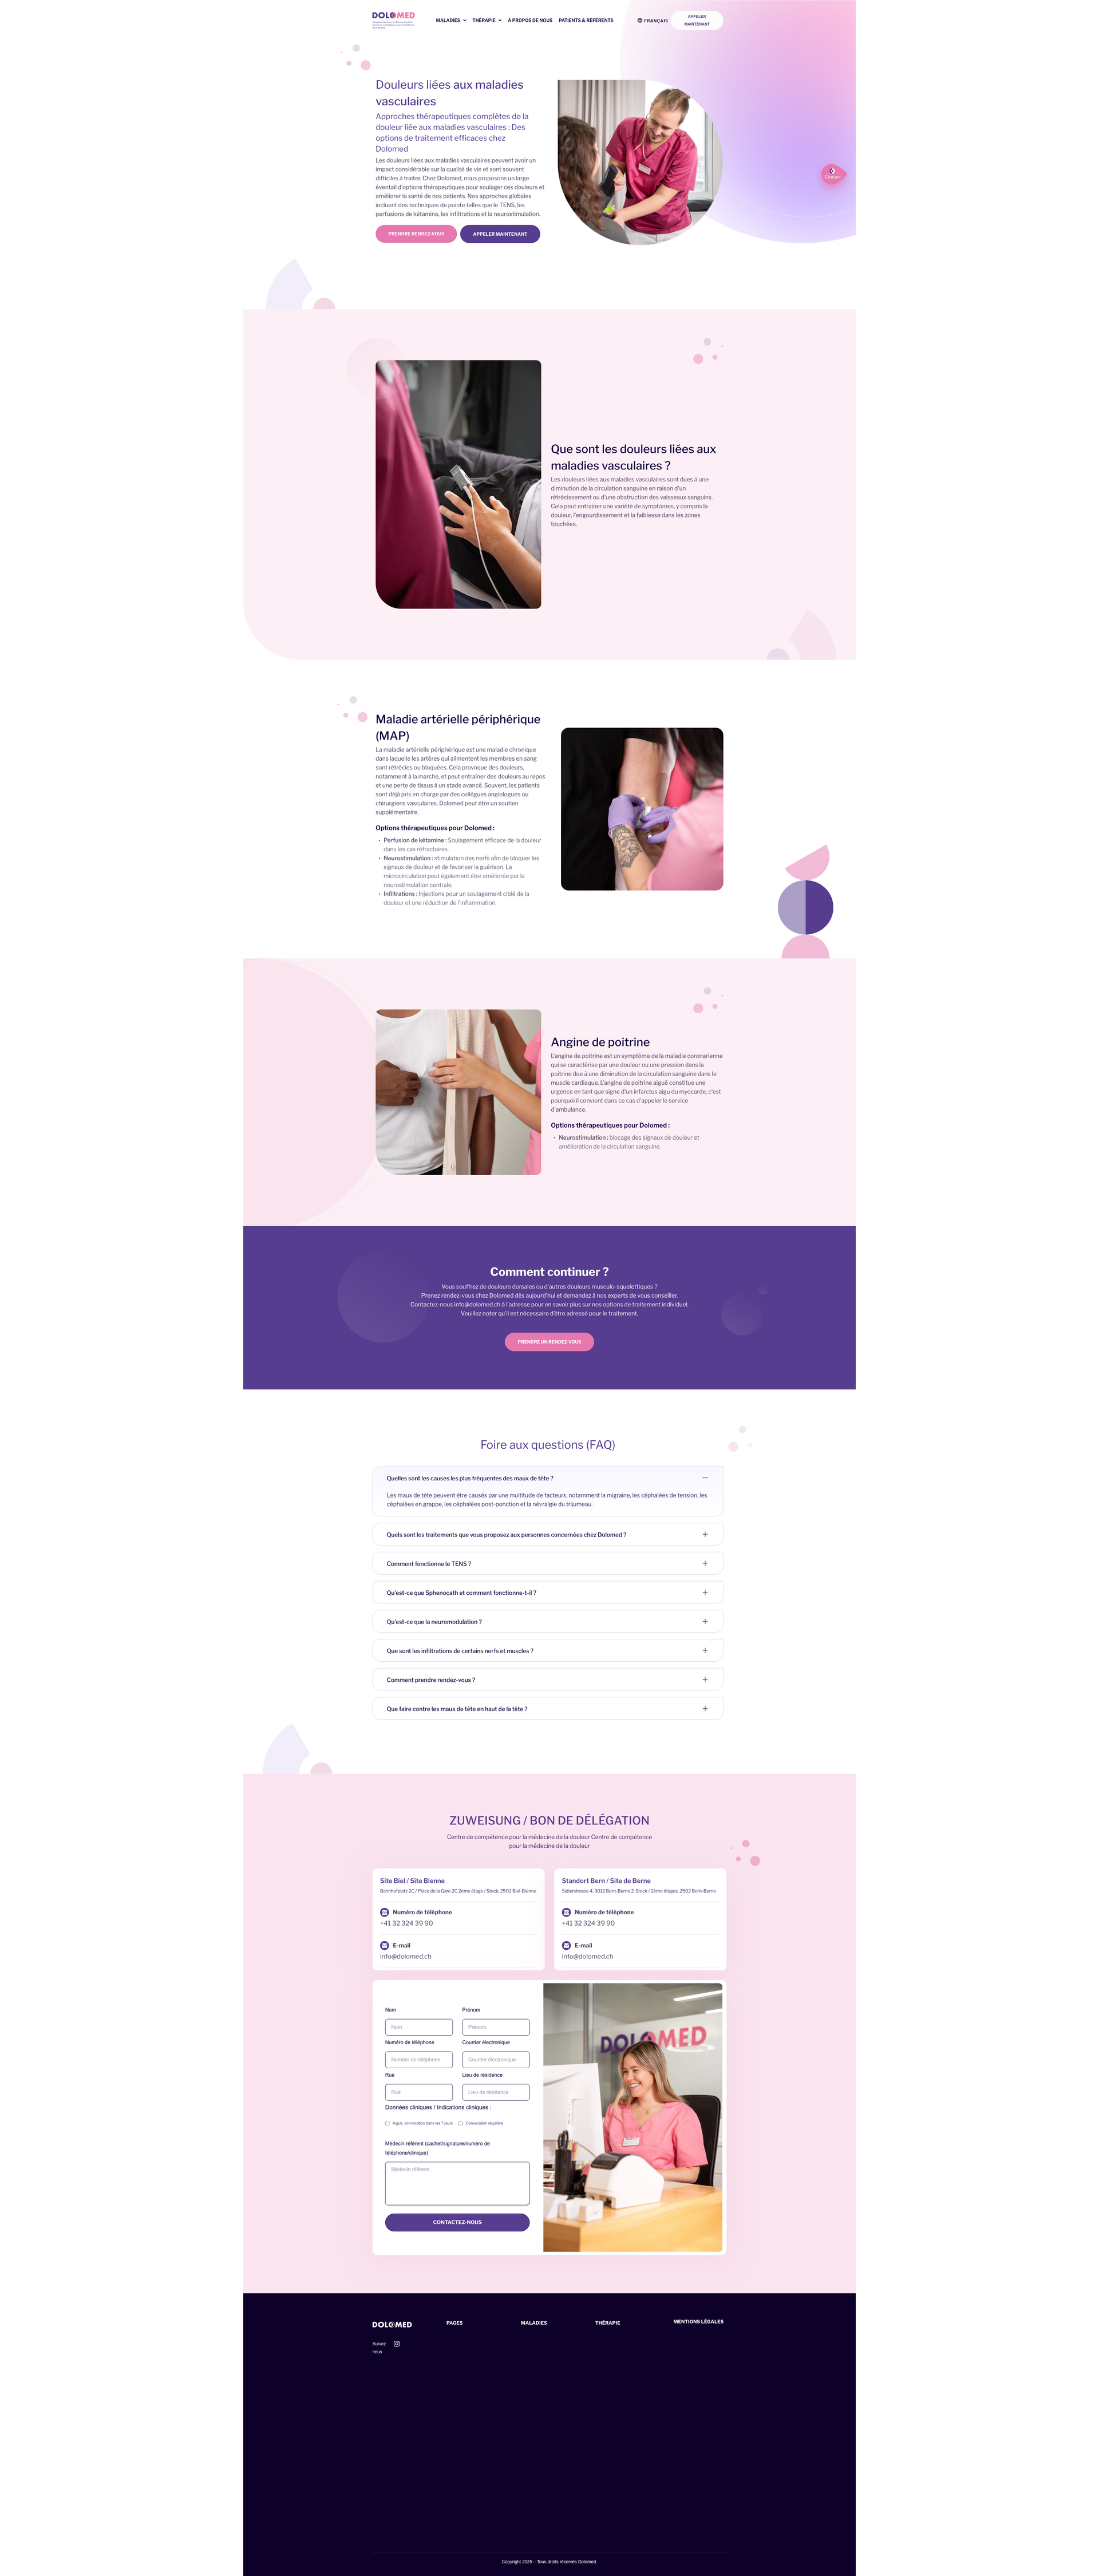 DOLOMED
MALADIES
THÉRAPIE
À PROPOS DE NOUS
PATIENTS & RÉFÉRENTS
FRANÇAIS
APPELER
MAINTENANT
Douleurs liées aux maladies
vasculaires
Approches thérapeutiques complètes de la
douleur liée aux maladies vasculaires : Des
options de traitement efficaces chez
Dolomed
Les douleurs liées aux maladies vasculaires peuvent avoir un
impact considérable sur la qualité de vie et sont souvent
difficiles à traiter. Chez Dolomed, nous proposons un large
éventail d'options thérapeutiques pour soulager ces douleurs et
améliorer la santé de nos patients. Nos approches globales
incluent des techniques de pointe telles que le TENS, les
perfusions de kétamine, les infiltrations et la neurostimulation.
PRENDRE RENDEZ-VOUS
APPELER MAINTENANT
Contact
Que sont les douleurs liées aux
maladies vasculaires ?
Les douleurs liées aux maladies vasculaires sont dues à une
diminution de la circulation sanguine en raison d'un
rétrécissement ou d'une obstruction des vaisseaux sanguins.
Cela peut entraîner une variété de symptômes, y compris la
douleur, l'engourdissement et la faiblesse dans les zones
touchées.
Maladie artérielle périphérique
(MAP)
La maladie artérielle périphérique est une maladie chronique
dans laquelle les artères qui alimentent les membres en sang
sont rétrécies ou bloquées. Cela provoque des douleurs,
notamment à la marche, et peut entraîner des douleurs au repos
et une perte de tissus à un stade avancé. Souvent, les patients
sont déjà pris en charge par des collègues angiologues ou
chirurgiens vasculaires. Dolomed peut être un soutien
supplémentaire.
Options thérapeutiques pour Dolomed :
• Perfusion de kétamine : Soulagement efficace de la douleur
dans les cas réfractaires.
• Neurostimulation : stimulation des nerfs afin de bloquer les
signaux de douleur et de favoriser la guérison. La
microcirculation peut également être améliorée par la
neurostimulation centrale.
• Infiltrations : Injections pour un soulagement ciblé de la
douleur et une réduction de l'inflammation.
Angine de poitrine
L'angine de poitrine est un symptôme de la maladie coronarienne
qui se caractérise par une douleur ou une pression dans la
poitrine due à une diminution de la circulation sanguine dans le
muscle cardiaque. L'angine de poitrine aiguë constitue une
urgence en tant que signe d'un infarctus aigu du myocarde, c'est
pourquoi il convient dans ce cas d'appeler le service
d'ambulance.
Options thérapeutiques pour Dolomed :
• Neurostimulation : blocage des signaux de douleur et
amélioration de la circulation sanguine.
Comment continuer ?
Vous souffrez de douleurs dorsales ou d'autres douleurs musculo-squelettiques ?
Prenez rendez-vous chez Dolomed dès aujourd'hui et demandez à nos experts de vous conseiller.
Contactez-nous info@dolomed.ch à l'adresse pour en savoir plus sur nos options de traitement individuel.
Veuillez noter qu'il est nécessaire d'être adressé pour le traitement.
PRENDRE UN RENDEZ-VOUS
Foire aux questions (FAQ)
Quelles sont les causes les plus fréquentes des maux de tête ?
Les maux de tête peuvent être causés par une multitude de facteurs, notamment la migraine, les céphalées de tension, les
céphalées en grappe, les céphalées post-ponction et la névralgie du trijumeau.
Quels sont les traitements que vous proposez aux personnes concernées chez Dolomed ?
Comment fonctionne le TENS ?
Qu'est-ce que Sphenocath et comment fonctionne-t-il ?
Qu'est-ce que la neuromodulation ?
Que sont les infiltrations de certains nerfs et muscles ?
Comment prendre rendez-vous ?
Que faire contre les maux de tête en haut de la tête ?
ZUWEISUNG / BON DE DÉLÉGATION
Centre de compétence pour la médecine de la douleur Centre de compétence
pour la médecine de la douleur
Site Biel / Site Bienne
Bahnhofplatz 2C / Place de la Gare 2C 2ème étage / Stock, 2502 Biel-Bienne
Numéro de téléphone
+41 32 324 39 90
E-mail
info@dolomed.ch
Standort Bern / Site de Berne
Sidlerstrasse 4, 3012 Bern-Berne 2. Stock / 2ème étages, 2502 Bern-Berne
Numéro de téléphone
+41 32 324 39 90
E-mail
info@dolomed.ch
Nom
Prénom
Nom
Prénom
Numéro de téléphone
Courrier électronique
Numéro de téléphone
Courrier électronique
Rue
Lieu de résidence
Rue
Lieu de résidence
Données cliniques / Indications cliniques :
Aiguë, convocation dans les 7 jours
Convocation régulière
Médecin référent (cachet/signature/numéro de
téléphone/clinique)
Médecin référent...
CONTACTEZ-NOUS
DOLOMED
DOLOMED
Suivez
nous
PAGES
MALADIES
THÉRAPIE
MENTIONS LÉGALES
Copyright 2025 – Tous droits réservés Dolomed.